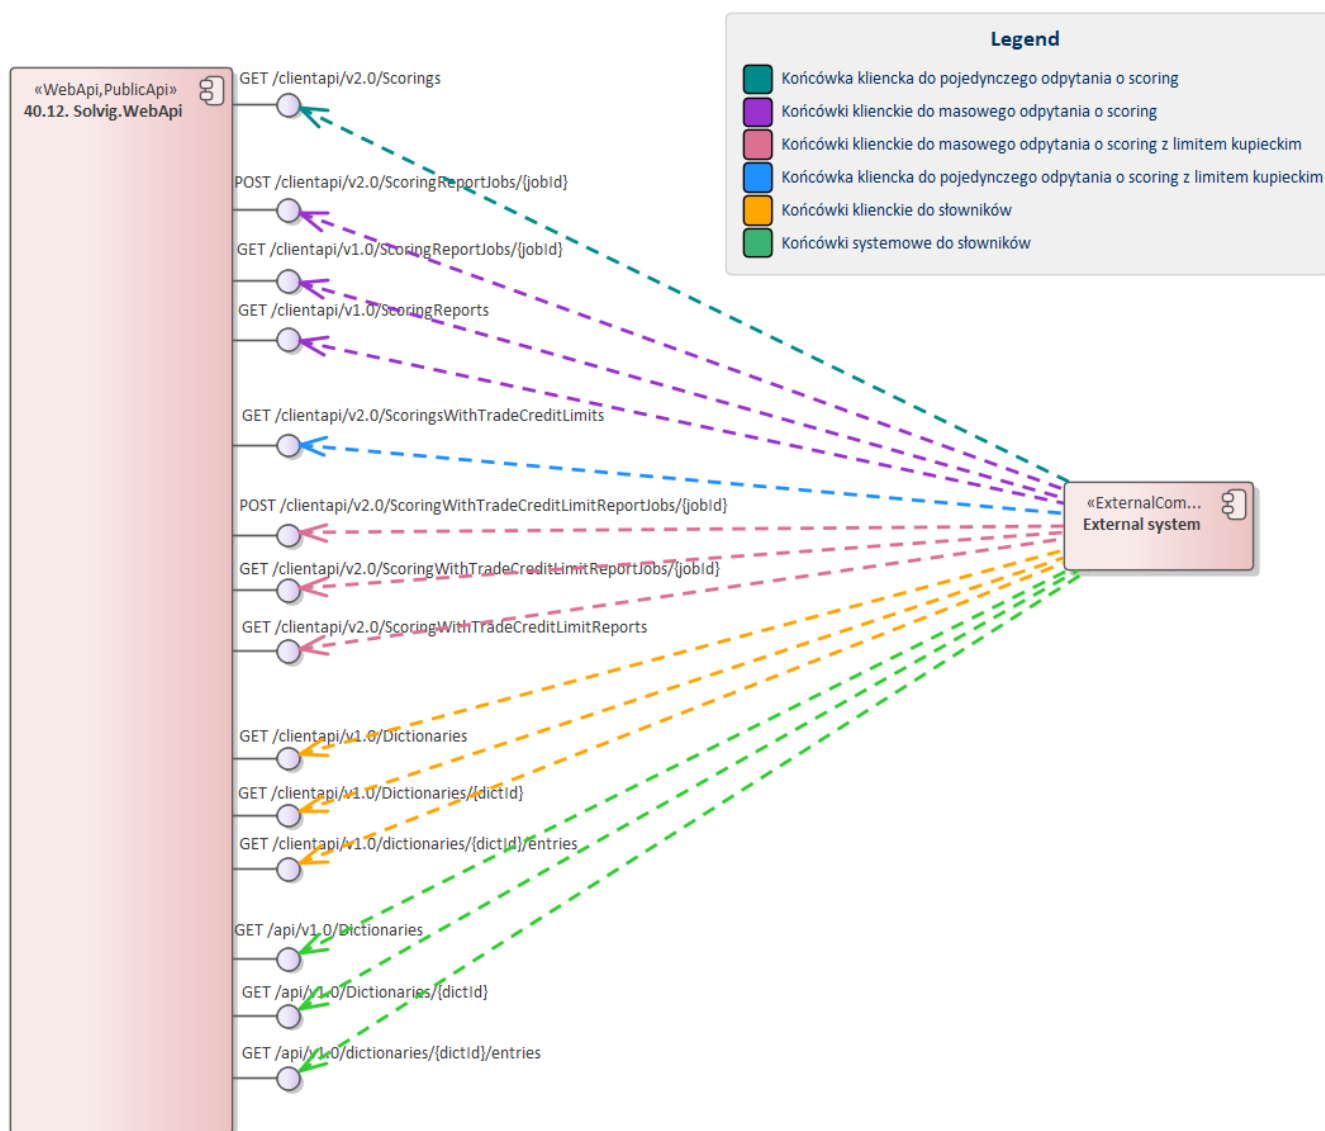 Legend
Końcówka kliencka do pojedynczego odpytania o scoring
Końcówki klienckie do masowego odpytania o scoring
Końcówki klienckie do masowego odpytania o scoring z limitem kupieckim
Końcówka kliencka do pojedynczego odpytania o scoring z limitem kupieckim
Końcówki klienckie do słowników
Końcówki systemowe do słowników
«WebApi,PublicApi»
40.12. Solvig.WebApi
GET /clientapi/v2.0/Scorings
POST /clientapi/v2.0/ScoringReportJobs/{jobId}
GET /clientapi/v1.0/ScoringReportJobs/{jobId}
GET /clientapi/v1.0/ScoringReports
GET /clientapi/v2.0/ScoringsWithTradeCreditLimits
POST /clientapi/v2.0/ScoringWithTradeCreditLimitReportJobs/{jobId}
GET /clientapi/v2.0/ScoringWithTradeCreditLimitReportJobs/{jobId}
GET /clientapi/v2.0/ScoringWithTradeCreditLimitReports
GET /clientapi/v1.0/Dictionaries
GET /clientapi/v1.0/Dictionaries/{dictId}
GET /clientapi/v1.0/dictionaries/{dictId}/entries
GET /api/v1.0/Dictionaries
GET /api/v1.0/Dictionaries/{dictId}
GET /api/v1.0/dictionaries/{dictId}/entries
«ExternalCom...
External system